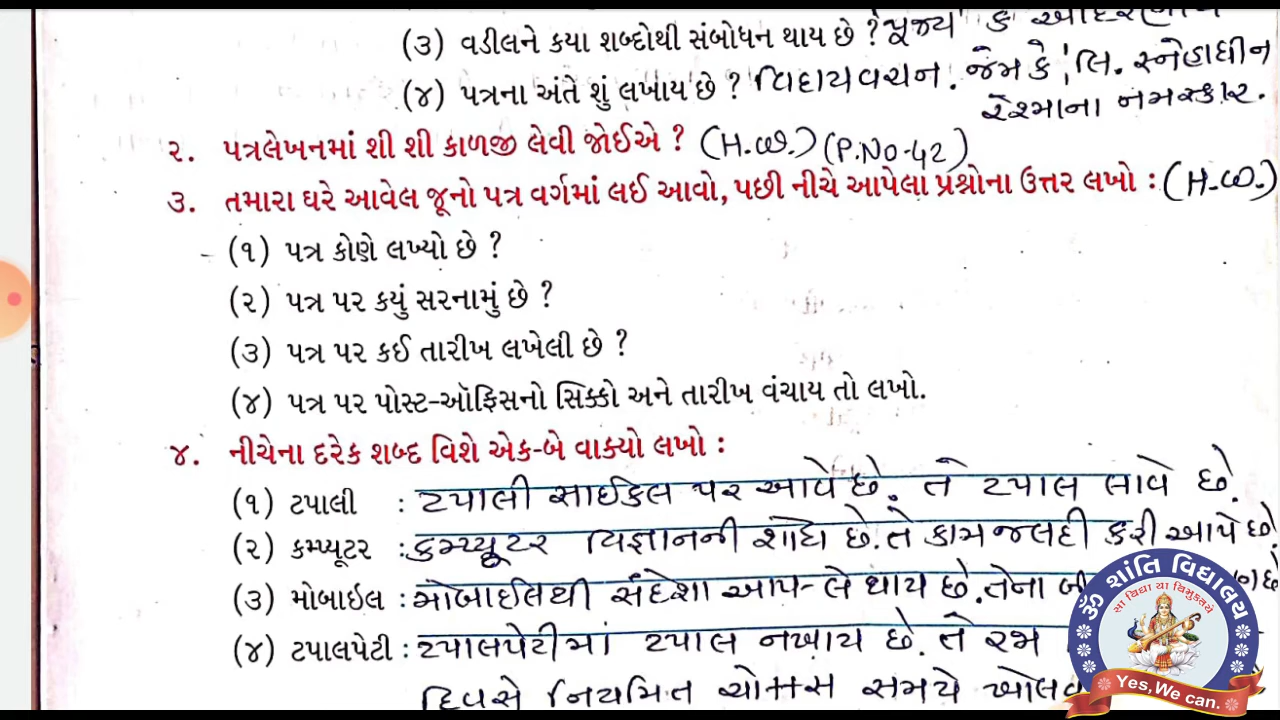 (૩) વડીલને કયા શબ્દોથી સંબોધન થાય છે ? પૂજ્ય કે
(૪) પત્રના અંતે શું લખાય છે ? વિદાયવચન. જેમકે, લિ. સ્નેહાધીન
રેશ્માના નમસ્કાર.
૨. પત્રલેખનમાં શી શી કાળજી લેવી જોઈએ ? (H.W.) (P.No-42)
૩. તમારા ઘરે આવેલ જૂનો પત્ર વર્ગમાં લઈ આવો, પછી નીચે આપેલા પ્રશ્નોના ઉત્તર લખો : (H.W.)
(૧) પત્ર કોણે લખ્યો છે ?
(૨) પત્ર પર કયું સરનામું છે ?
(૩) પત્ર પર કઈ તારીખ લખેલી છે ?
(૪) પત્ર પર પોસ્ટ-ઑફિસનો સિક્કો અને તારીખ વંચાય તો લખો.
૪. નીચેના દરેક શબ્દ વિશે એક-બે વાક્યો લખો :
(૧) ટપાલી : ટપાલી સાઈકલ પર આવે છે. તે ટપાલ લાવે છે.
(૨) કમ્પ્યૂટર : કમ્પ્યૂટર વિજ્ઞાનની શોધ છે. તે કામ જલદી કરી આપે છે.
(૩) મોબાઇલ : મોબાઈલથી સંદેશા આપ-લે થાય છે. તેના
(૪) ટપાલપેટી : ટપાલપેટીમાં ટપાલ નખાય છે. તે
દિવસે નિયમિત ચોક્કસ સમયે
ૐ શાંતિ વિદ્યાલય
सा विद्या या विमुक्तये
Yes, We can.